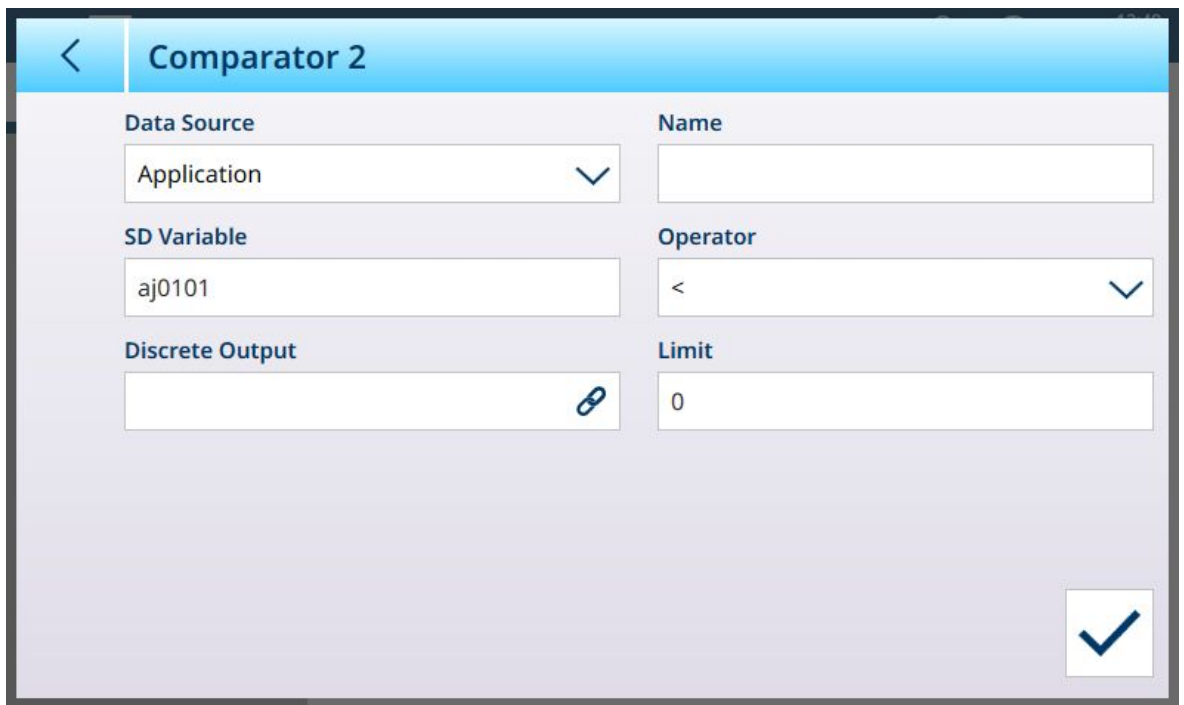 Comparator 2
Data Source
Name
Application
SD Variable
Operator
aj0101
<
Discrete Output
Limit
0